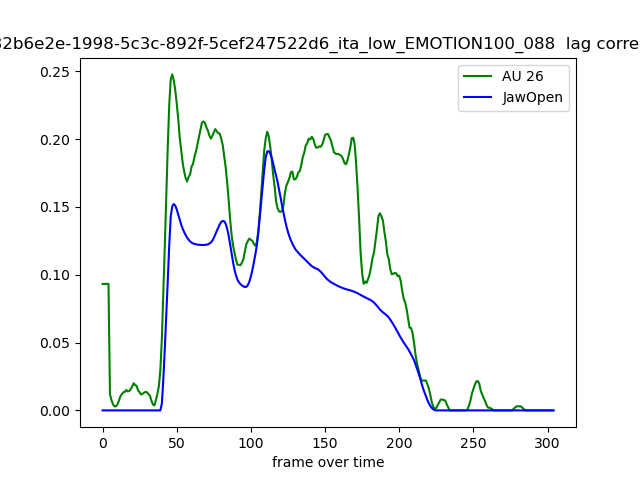 32b6e2e-1998-5c3c-892f-5cef247522d6_ita_low_EMOTION100_088 lag corre
AU 26
JawOpen
0.25
0.20
0.15
0.10
0.05
0.00
0 50 100 150 200 250 300
frame over time